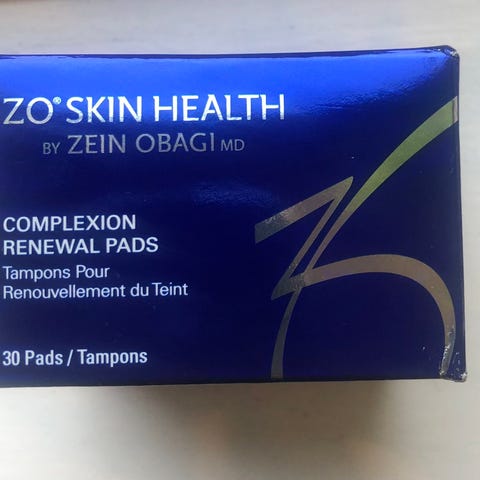 ZO® SKIN HEALTH
BY ZEIN OBAGI MD
COMPLEXION
RENEWAL PADS
Tampons Pour
Renouvellement du Teint
30 Pads / Tampons